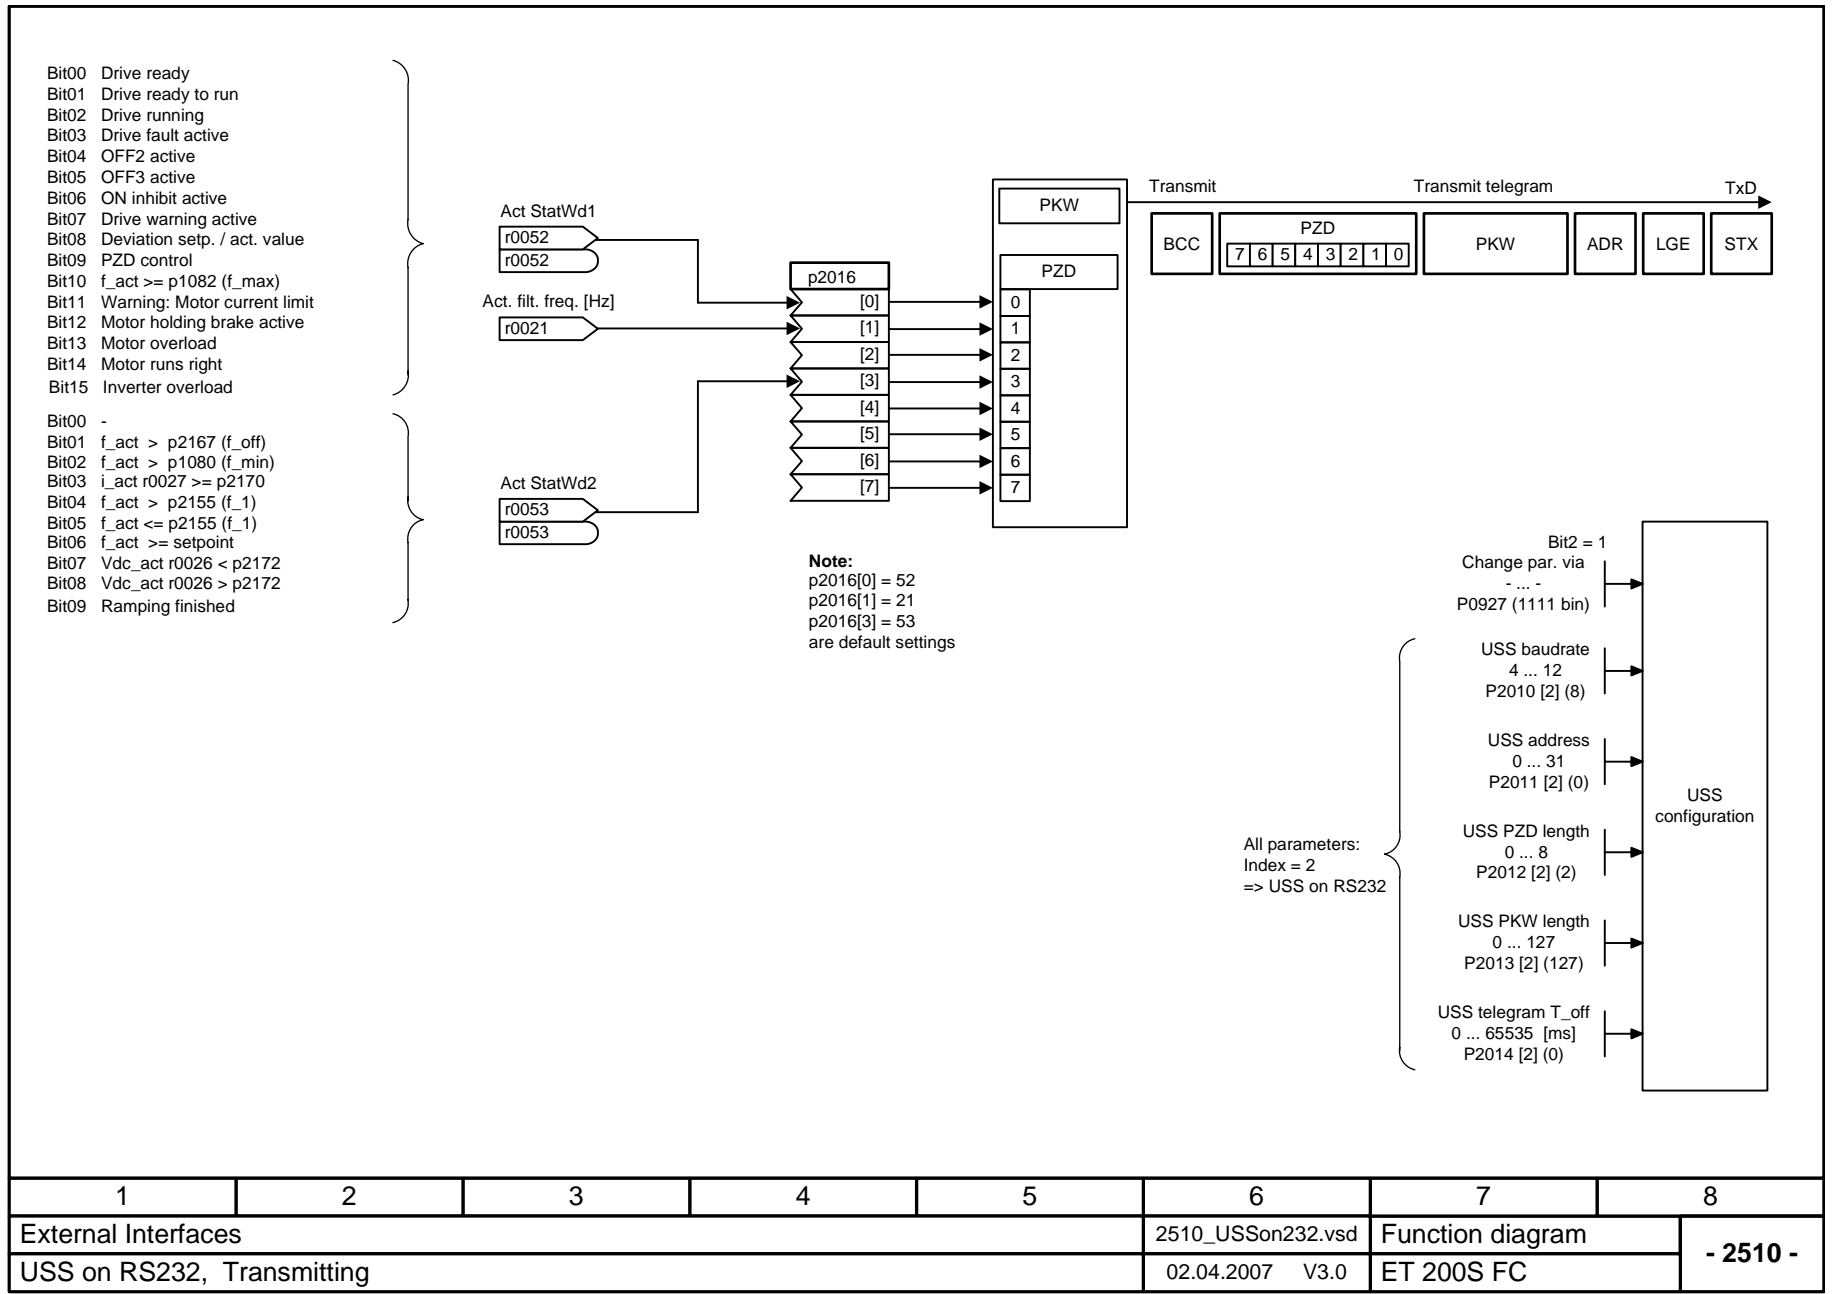 Bit00 Drive ready
Bit01 Drive ready to run
Bit02 Drive running
Bit03 Drive fault active
Bit04 OFF2 active
Bit05 OFF3 active
Bit06 ON inhibit active
Bit07 Drive warning active
Bit08 Deviation setp. / act. value
Bit09 PZD control
Bit10 f_act >= p1082 (f_max)
Bit11 Warning: Motor current limit
Bit12 Motor holding brake active
Bit13 Motor overload
Bit14 Motor runs right
Bit15 Inverter overload
Bit00 -
Bit01 f_act > p2167 (f_off)
Bit02 f_act > p1080 (f_min)
Bit03 i_act r0027 >= p2170
Bit04 f_act > p2155 (f_1)
Bit05 f_act <= p2155 (f_1)
Bit06 f_act >= setpoint
Bit07 Vdc_act r0026 < p2172
Bit08 Vdc_act r0026 > p2172
Bit09 Ramping finished
Act StatWd1
r0052
r0052
Act. filt. freq. [Hz]
r0021
Act StatWd2
r0053
r0053
p2016
[0]
[1]
[2]
[3]
[4]
[5]
[6]
[7]
Note:
p2016[0] = 52
p2016[1] = 21
p2016[3] = 53
are default settings
PKW
PZD
0
1
2
3
4
5
6
7
Transmit Transmit telegram TxD
BCC PZD PKW ADR LGE STX
7 6 5 4 3 2 1 0
Bit2 = 1
Change par. via
- ... -
P0927 (1111 bin)
USS baudrate
4 ... 12
P2010 [2] (8)
USS address
0 ... 31
P2011 [2] (0)
USS PZD length
0 ... 8
P2012 [2] (2)
USS PKW length
0 ... 127
P2013 [2] (127)
USS telegram T_off
0 ... 65535 [ms]
P2014 [2] (0)
All parameters:
Index = 2
=> USS on RS232
USS
configuration
1 2 3 4 5 6 7 8
External Interfaces 2510_USSon232.vsd Function diagram
- 2510 -
USS on RS232, Transmitting 02.04.2007 V3.0 ET 200S FC